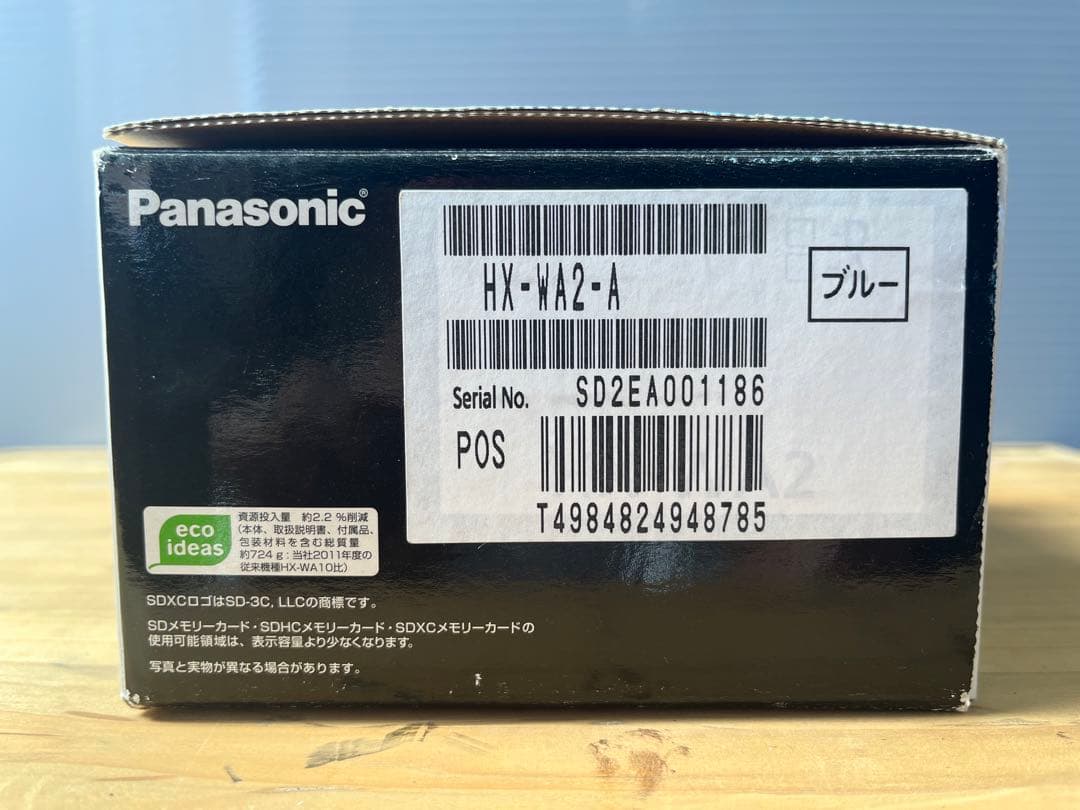 Panasonic®
HX-WA2-A
ブルー
Serial No. SD2EA001186
POS
T4984824948785
eco
ideas
資源投入量 約2.2%削減
(本体、取扱説明書、付属品、
包装材料を含む総質量
約724g:当社2011年度の
従来機種HX-WA10比)
SDXCロゴはSD-3C, LLCの商標です。
SDメモリーカード・SDHCメモリーカード・SDXCメモリーカードの
使用可能領域は、表示容量より少なくなります。
写真と実物が異なる場合があります。